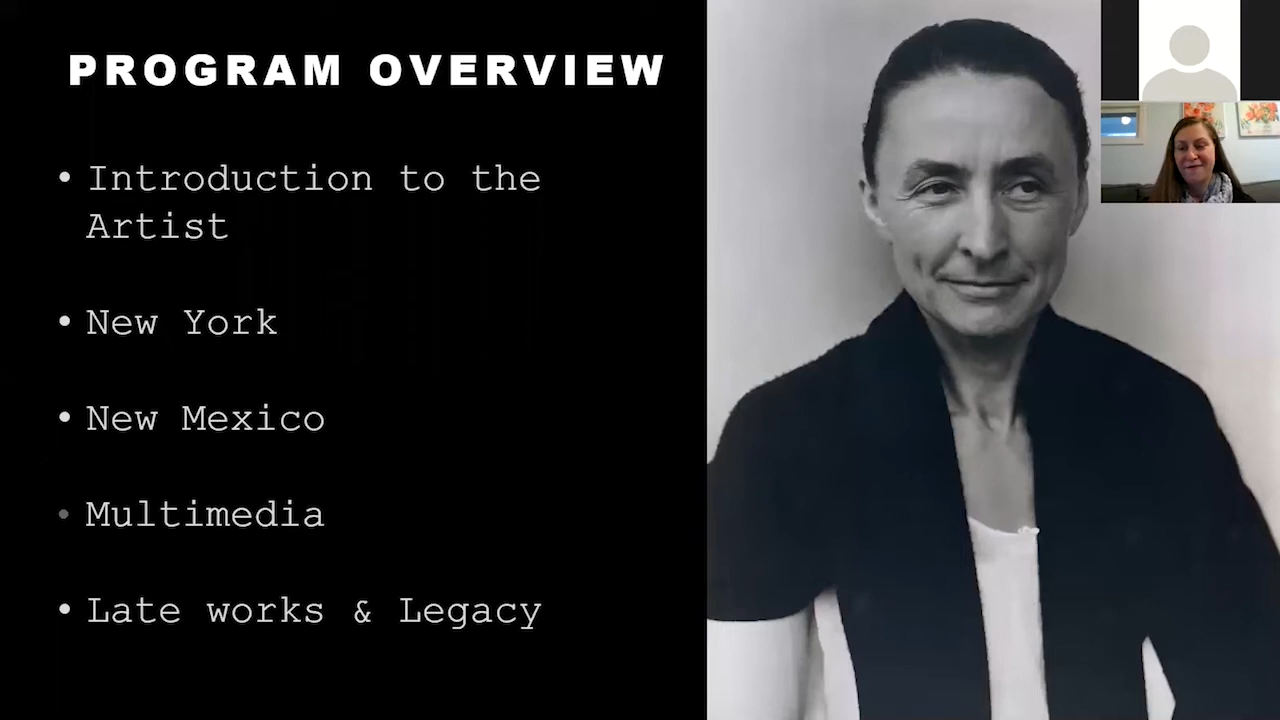 PROGRAM OVERVIEW
• Introduction to the
Artist
• New York
• New Mexico
• Multimedia
• Late works & Legacy